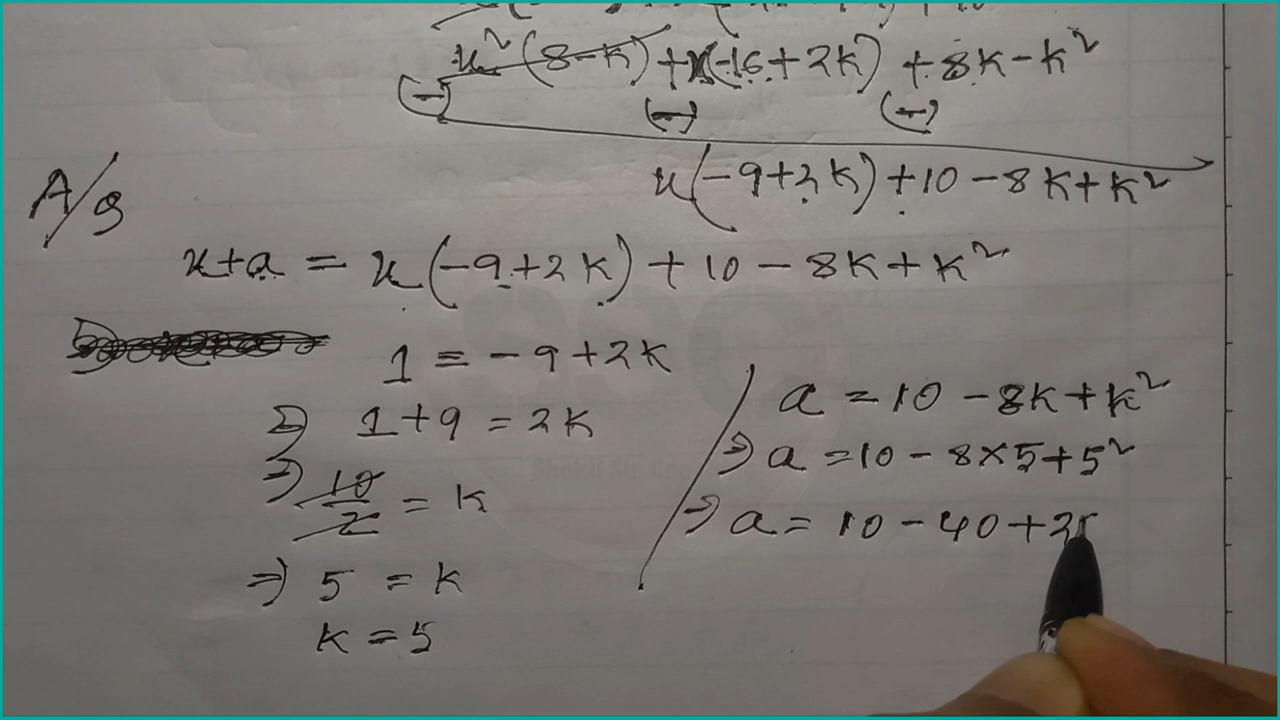 x²(8-k) + x(-16+2k) + 8k-k²
(-) (-) (-)
x(-9+2k) + 10 - 8k + k²
A/q
x+a = x(-9+2k) + 10 - 8k + k²
1 = -9+2k
⇒ 1+9 = 2k
⇒ 10/2 = k
⇒ 5 = k
k = 5
a = 10 - 8k + k²
⇒ a = 10 - 8×5 + 5²
⇒ a = 10 - 40 + 25